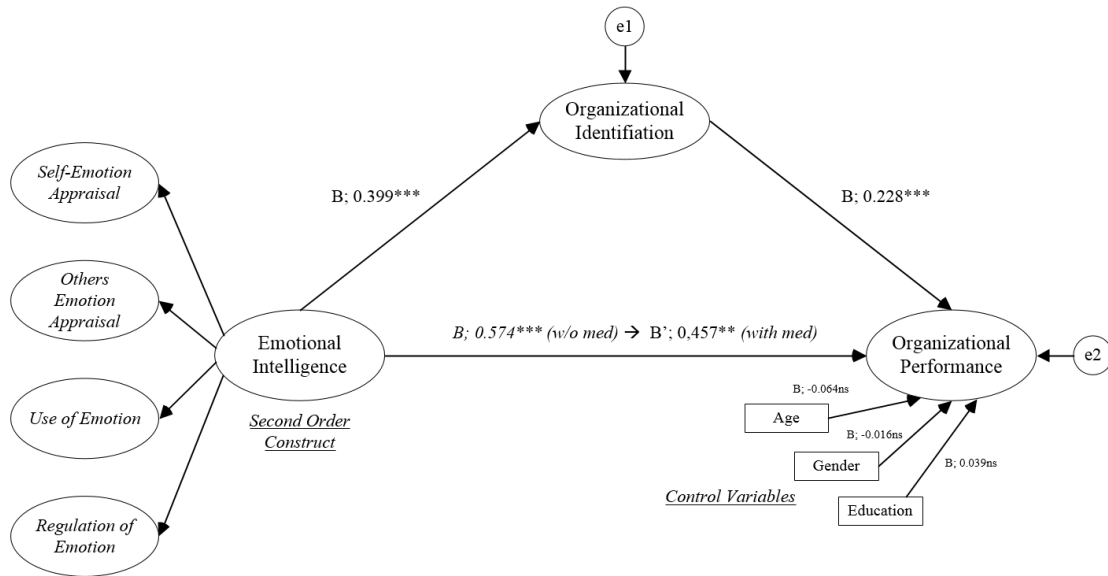 e1
Organizational
Identifiation
Self-Emotion
Appraisal
B; 0.399***
B; 0.228***
Others
Emotion
Appraisal
Emotional
Intelligence
B; 0.574*** (w/o med) → B’; 0,457** (with med)
Organizational
Performance
e2
Use of Emotion
Second Order
Construct
B; -0.064ns
Age
B; -0.016ns
Gender
B; 0.039ns
Control Variables
Education
Regulation of
Emotion